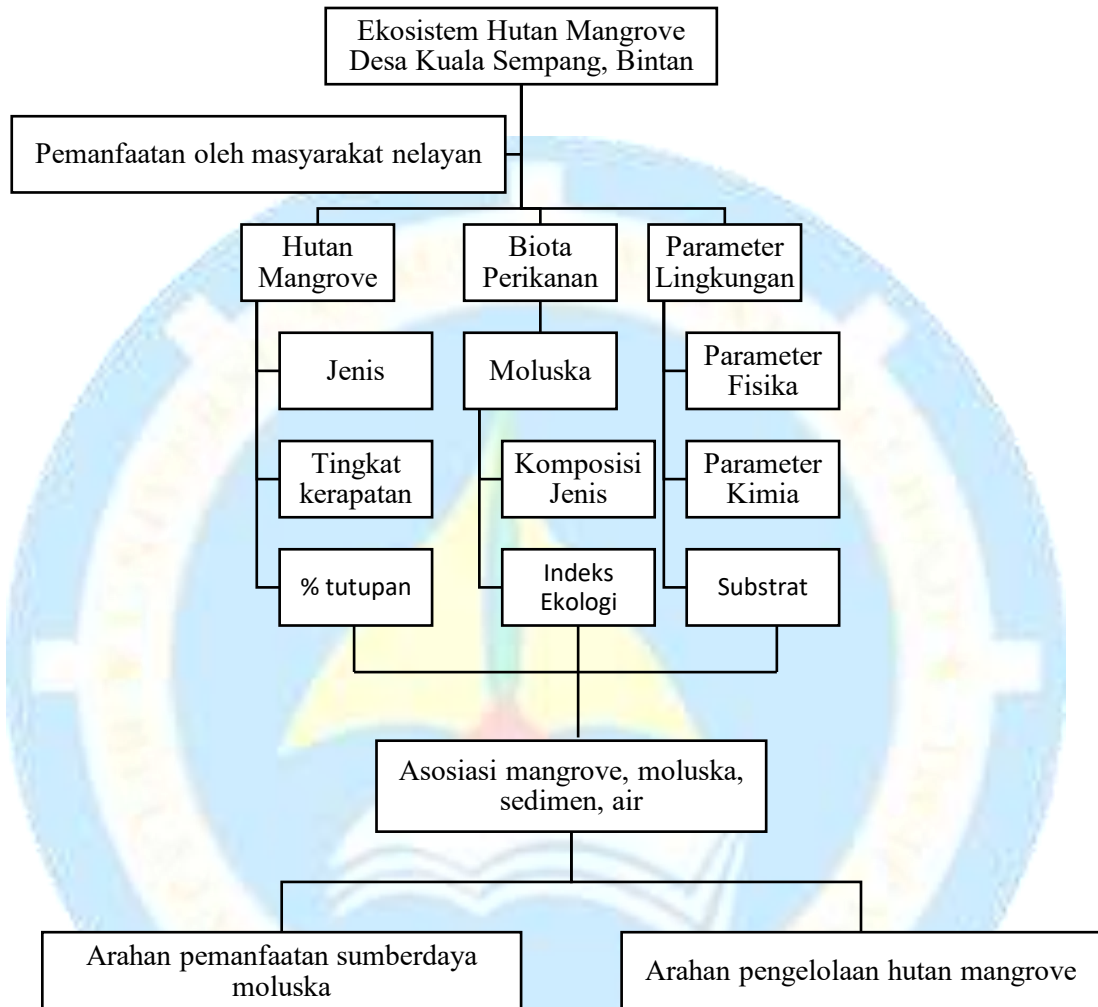 Ekosistem Hutan Mangrove
Desa Kuala Sempang, Bintan
Pemanfaatan oleh masyarakat nelayan
Hutan
Mangrove
Biota
Perikanan
Parameter
Lingkungan
Jenis
Moluska
Parameter
Fisika
Tingkat
kerapatan
Komposisi
Jenis
Parameter
Kimia
% tutupan
Indeks
Ekologi
Substrat
Asosiasi mangrove, moluska,
sedimen, air
Arahan pemanfaatan sumberdaya
moluska
Arahan pengelolaan hutan mangrove